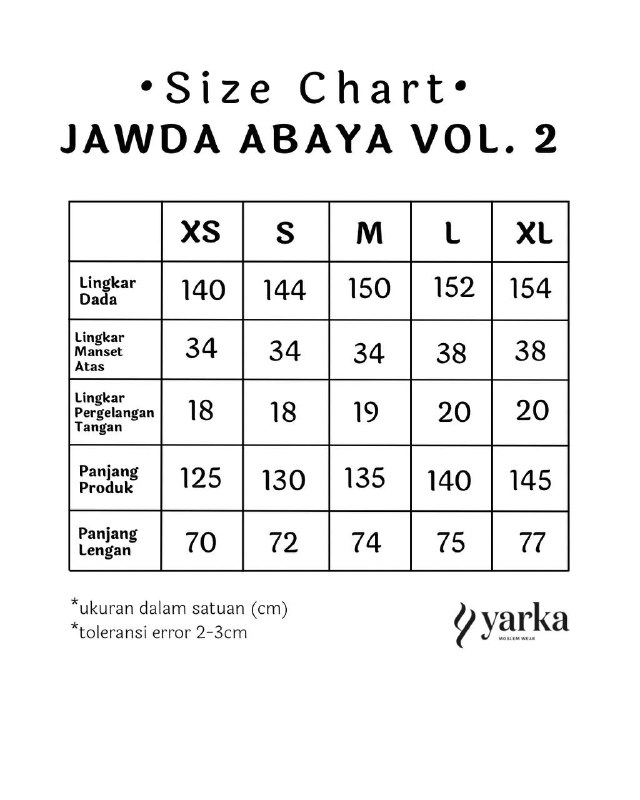 •Size Chart•
JAWDA ABAYA VOL. 2
XS S M L XL
Lingkar
Dada
140 144 150 152 154
Lingkar
Manset
Atas
34 34 34 38 38
Lingkar
Pergelangan
Tangan
18 18 19 20 20
Panjang
Produk
125 130 135 140 145
Panjang
Lengan
70 72 74 75 77
*ukuran dalam satuan (cm)
*toleransi error 2-3cm
yarka
MOSLEM WEAR